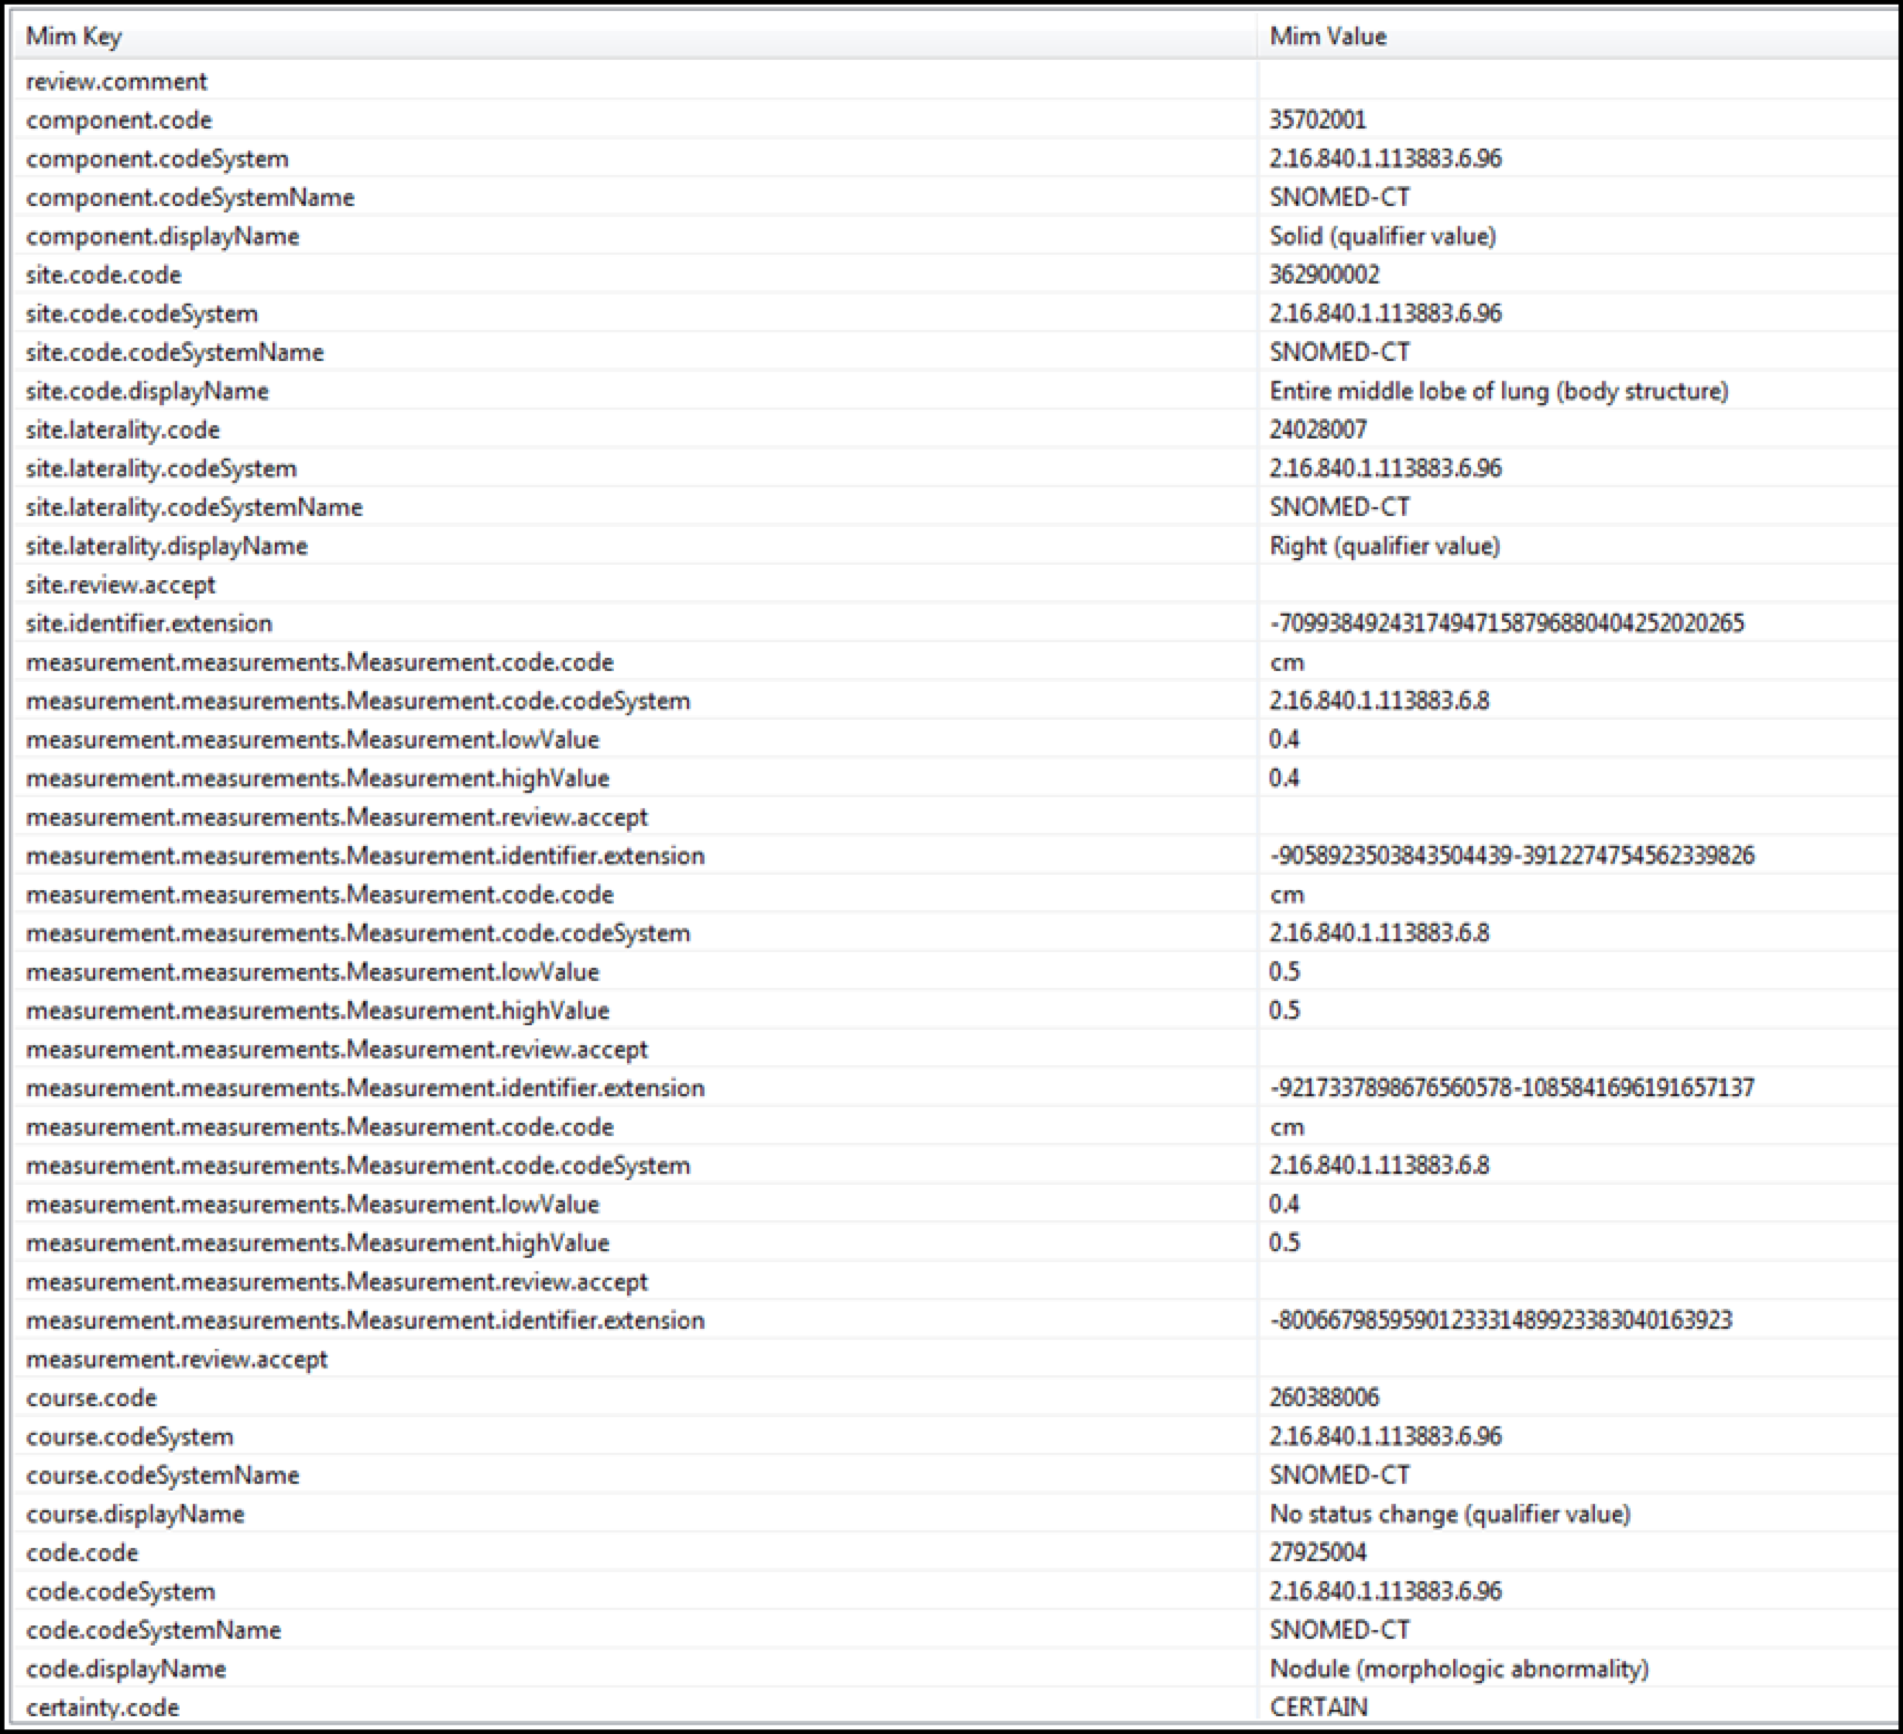 Mim Key Mim Value
review.comment
component.code 35702001
component.codeSystem 2.16.840.1.113883.6.96
component.codeSystemName SNOMED-CT
component.displayName Solid (qualifier value)
site.code.code 362900002
site.code.codeSystem 2.16.840.1.113883.6.96
site.code.codeSystemName SNOMED-CT
site.code.displayName Entire middle lobe of lung (body structure)
site.laterality.code 24028007
site.laterality.codeSystem 2.16.840.1.113883.6.96
site.laterality.codeSystemName SNOMED-CT
site.laterality.displayName Right (qualifier value)
site.review.accept
site.identifier.extension -70993849243174947158796880404252020265
measurement.measurements.Measurement.code.code cm
measurement.measurements.Measurement.code.codeSystem 2.16.840.1.113883.6.8
measurement.measurements.Measurement.lowValue 0.4
measurement.measurements.Measurement.highValue 0.4
measurement.measurements.Measurement.review.accept
measurement.measurements.Measurement.identifier.extension -9058923503843504439-3912274754562339826
measurement.measurements.Measurement.code.code cm
measurement.measurements.Measurement.code.codeSystem 2.16.840.1.113883.6.8
measurement.measurements.Measurement.lowValue 0.5
measurement.measurements.Measurement.highValue 0.5
measurement.measurements.Measurement.review.accept
measurement.measurements.Measurement.identifier.extension -9217337898676560578-1085841696191657137
measurement.measurements.Measurement.code.code cm
measurement.measurements.Measurement.code.codeSystem 2.16.840.1.113883.6.8
measurement.measurements.Measurement.lowValue 0.4
measurement.measurements.Measurement.highValue 0.5
measurement.measurements.Measurement.review.accept
measurement.measurements.Measurement.identifier.extension -80066798595901233314899233830401​63923
measurement.review.accept
course.code 260388006
course.codeSystem 2.16.840.1.113883.6.96
course.codeSystemName SNOMED-CT
course.displayName No status change (qualifier value)
code.code 27925004
code.codeSystem 2.16.840.1.113883.6.96
code.codeSystemName SNOMED-CT
code.displayName Nodule (morphologic abnormality)
certainty.code CERTAIN